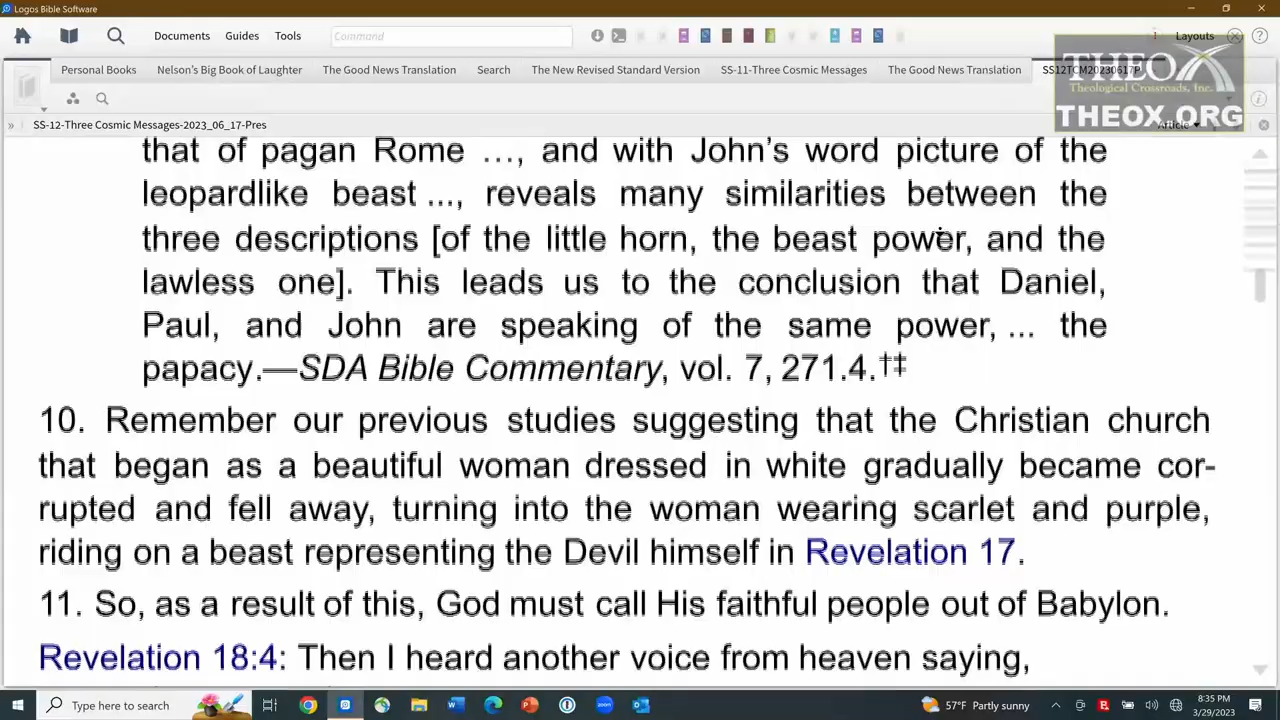 Logos Bible Software
Documents Guides Tools Command Layouts
Personal Books Nelson's Big Book of Laughter Search The New Revised Standard Version SS-11-Three Cosmic Messages The Good News Translation SS12TCM20230617P
THEOX
Theological Crossroads, Inc.
THEOX.ORG
SS-12-Three Cosmic Messages-2023_06_17-Pres Article
that of pagan Rome …, and with John's word picture of the
leopardlike beast ..., reveals many similarities between the
three descriptions [of the little horn, the beast power, and the
lawless one]. This leads us to the conclusion that Daniel,
Paul, and John are speaking of the same power, ... the
papacy.—SDA Bible Commentary, vol. 7, 271.4.†‡
10. Remember our previous studies suggesting that the Christian church
that began as a beautiful woman dressed in white gradually became cor-
rupted and fell away, turning into the woman wearing scarlet and purple,
riding on a beast representing the Devil himself in Revelation 17.
11. So, as a result of this, God must call His faithful people out of Babylon.
Revelation 18:4: Then I heard another voice from heaven saying,
Type here to search
57°F Partly sunny
8:35 PM
3/29/2023